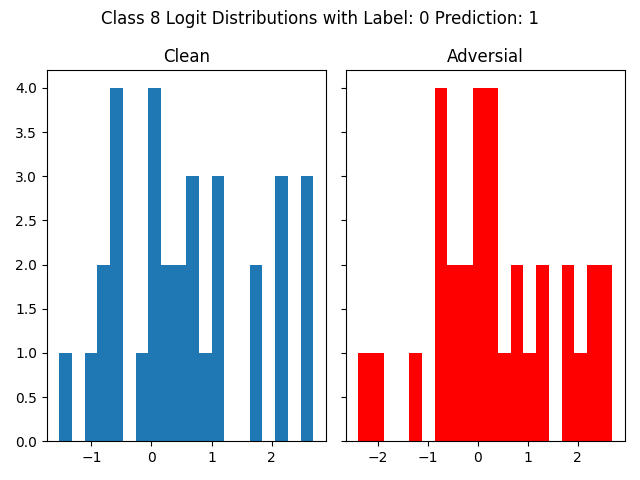 Class 8 Logit Distributions with Label: 0 Prediction: 1
Clean
Adversial
4.0
3.5
3.0
2.5
2.0
1.5
1.0
0.5
0.0
−1 0 1 2
−2 −1 0 1 2